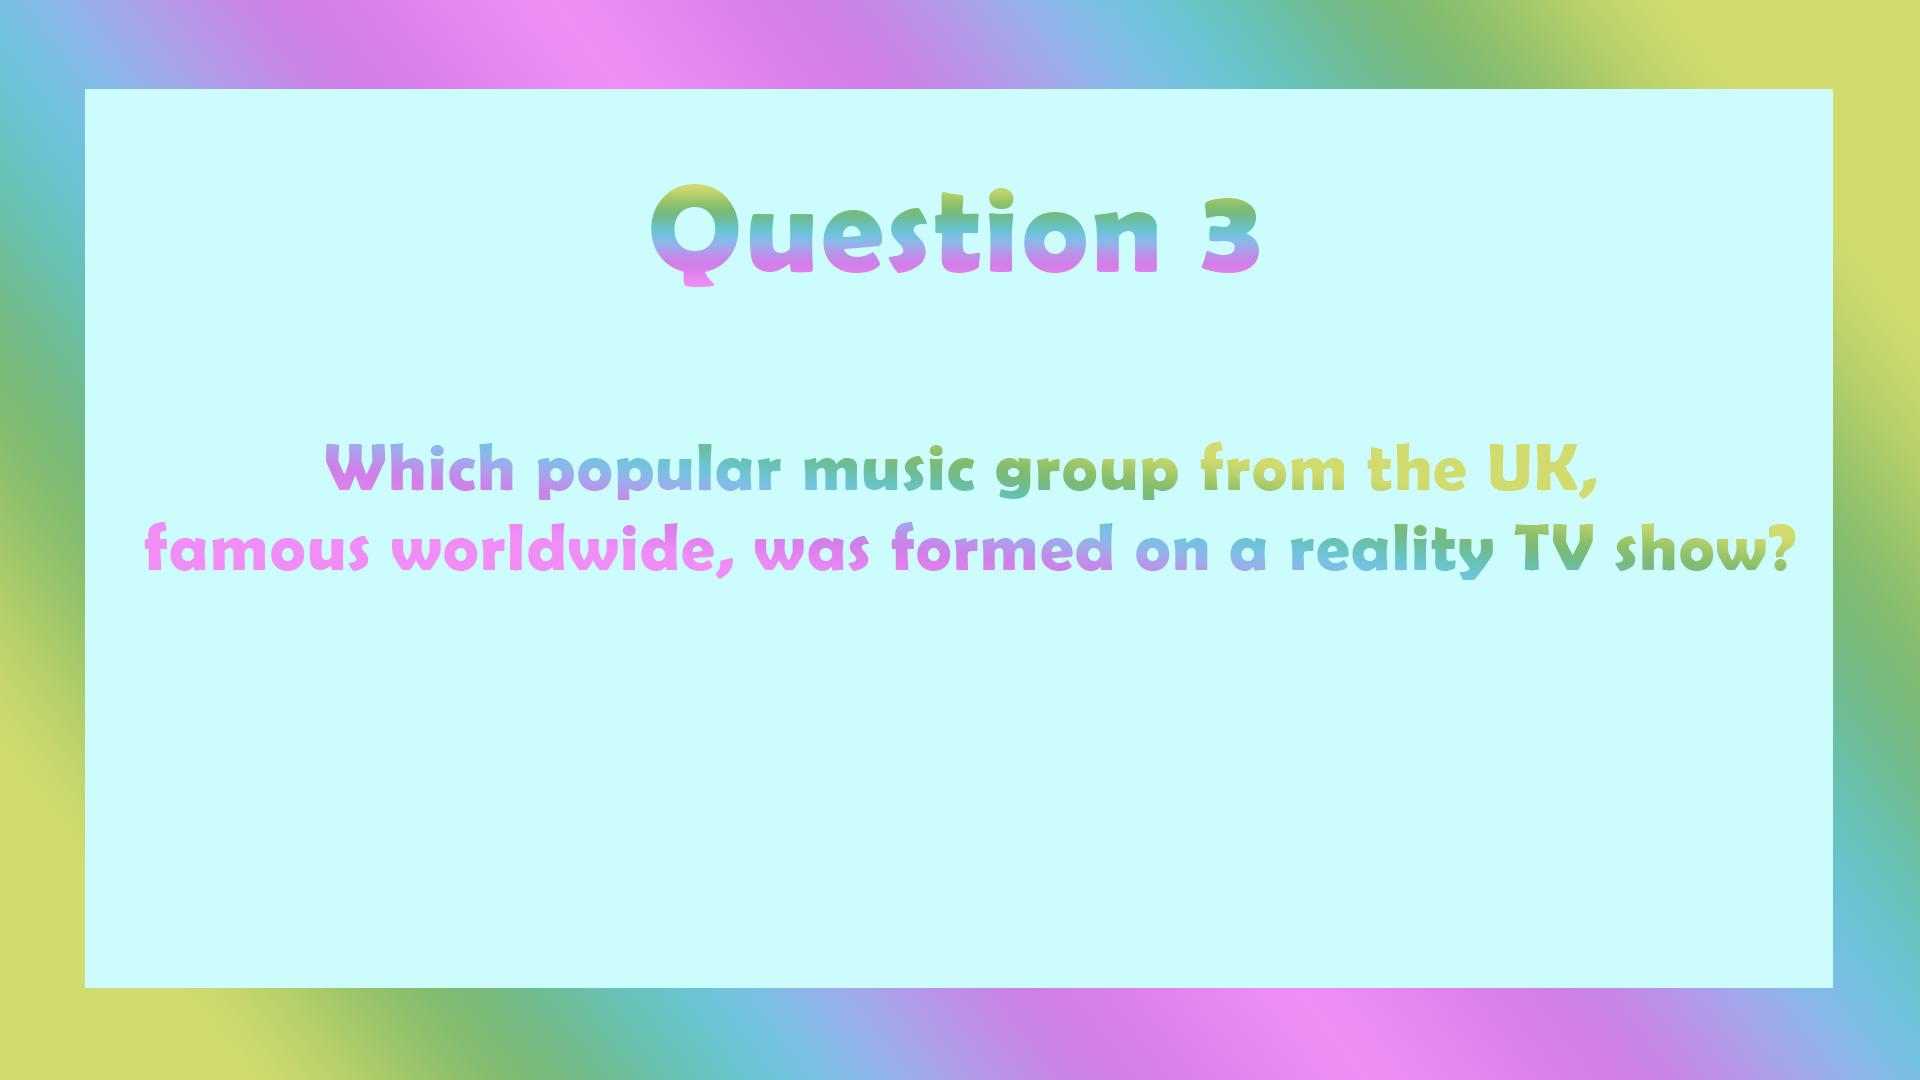 Question 3
Which popular music group from the UK,
famous worldwide, was formed on a reality TV show?